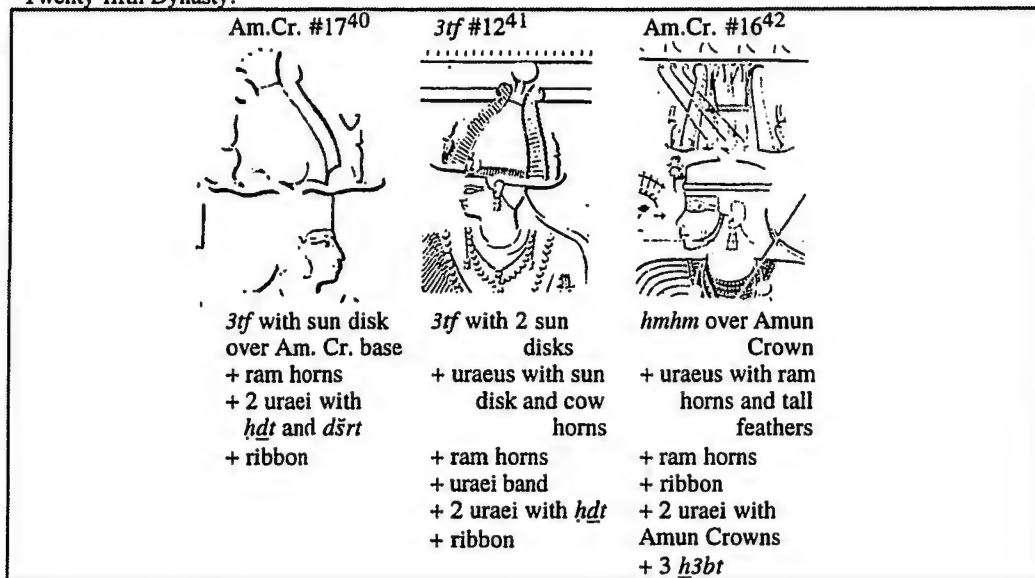 Twenty-fifth Dynasty:
Am.Cr. #17⁴⁰
3tf with sun disk
over Am. Cr. base
+ ram horns
+ 2 uraei with
ḥḏt and dšrt
+ ribbon
3tf #12⁴¹
3tf with 2 sun
disks
+ uraeus with sun
disk and cow
horns
+ ram horns
+ uraei band
+ 2 uraei with ḥḏt
+ ribbon
Am.Cr. #16⁴²
hmhm over Amun
Crown
+ uraeus with ram
horns and tall
feathers
+ ram horns
+ ribbon
+ 2 uraei with
Amun Crowns
+ 3 ẖ3bt